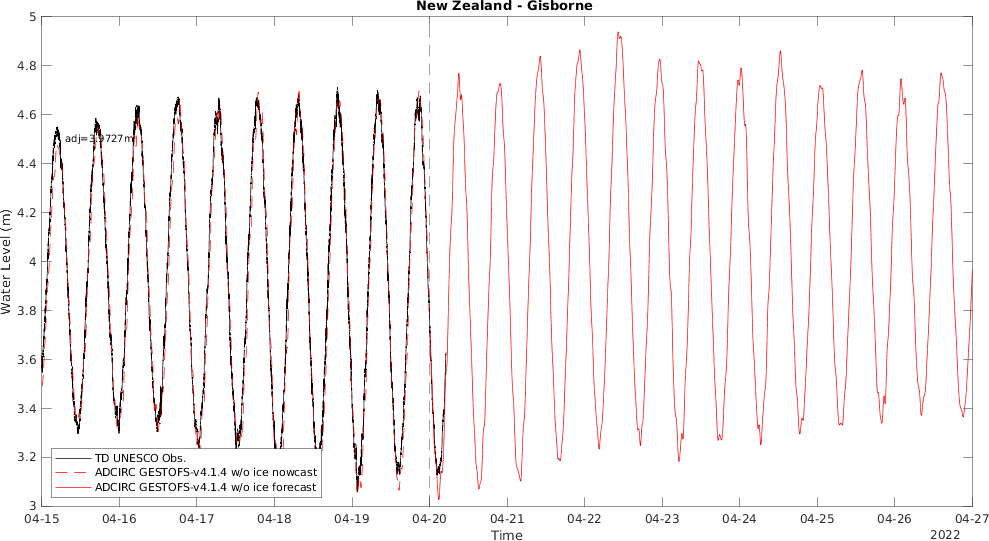 New Zealand - Gisborne
5
4.8
4.6
4.4
4.2
4
3.8
3.6
3.4
3.2
3
Water Level (m)
adj=3.9727m
TD UNESCO Obs.
ADCIRC GESTOFS-v4.1.4 w/o ice nowcast
ADCIRC GESTOFS-v4.1.4 w/o ice forecast
04-15 04-16 04-17 04-18 04-19 04-20 04-21 04-22 04-23 04-24 04-25 04-26 04-27
Time
2022